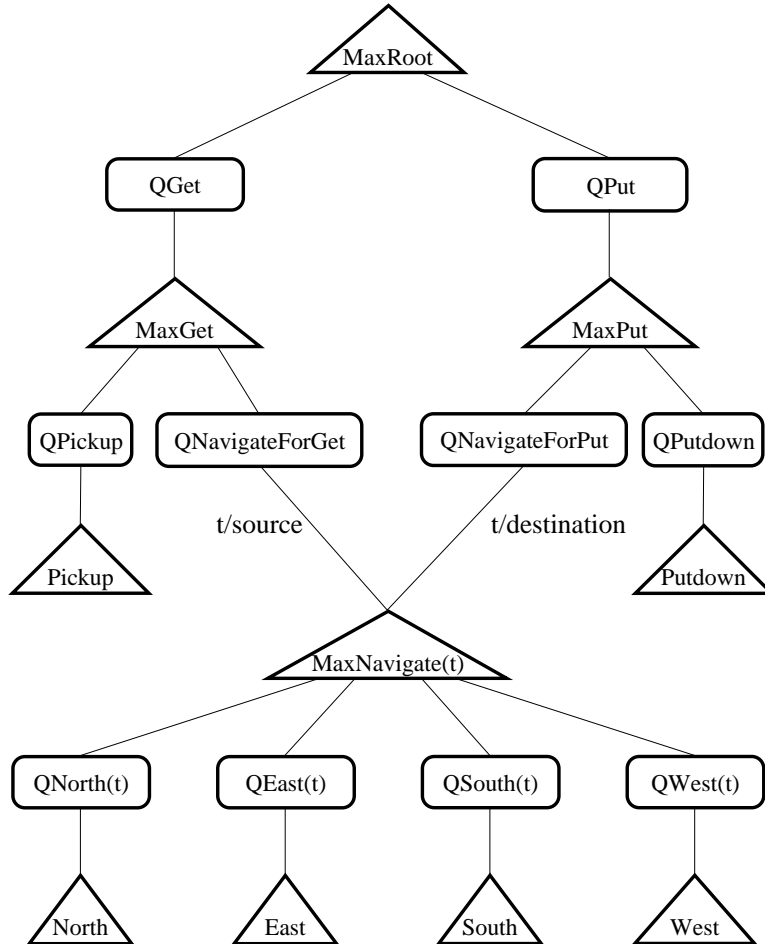 MaxRoot
QGet
QPut
MaxGet
MaxPut
QPickup
QNavigateForGet
QNavigateForPut
QPutdown
t/source
t/destination
Pickup
Putdown
MaxNavigate(t)
QNorth(t)
QEast(t)
QSouth(t)
QWest(t)
North
East
South
West